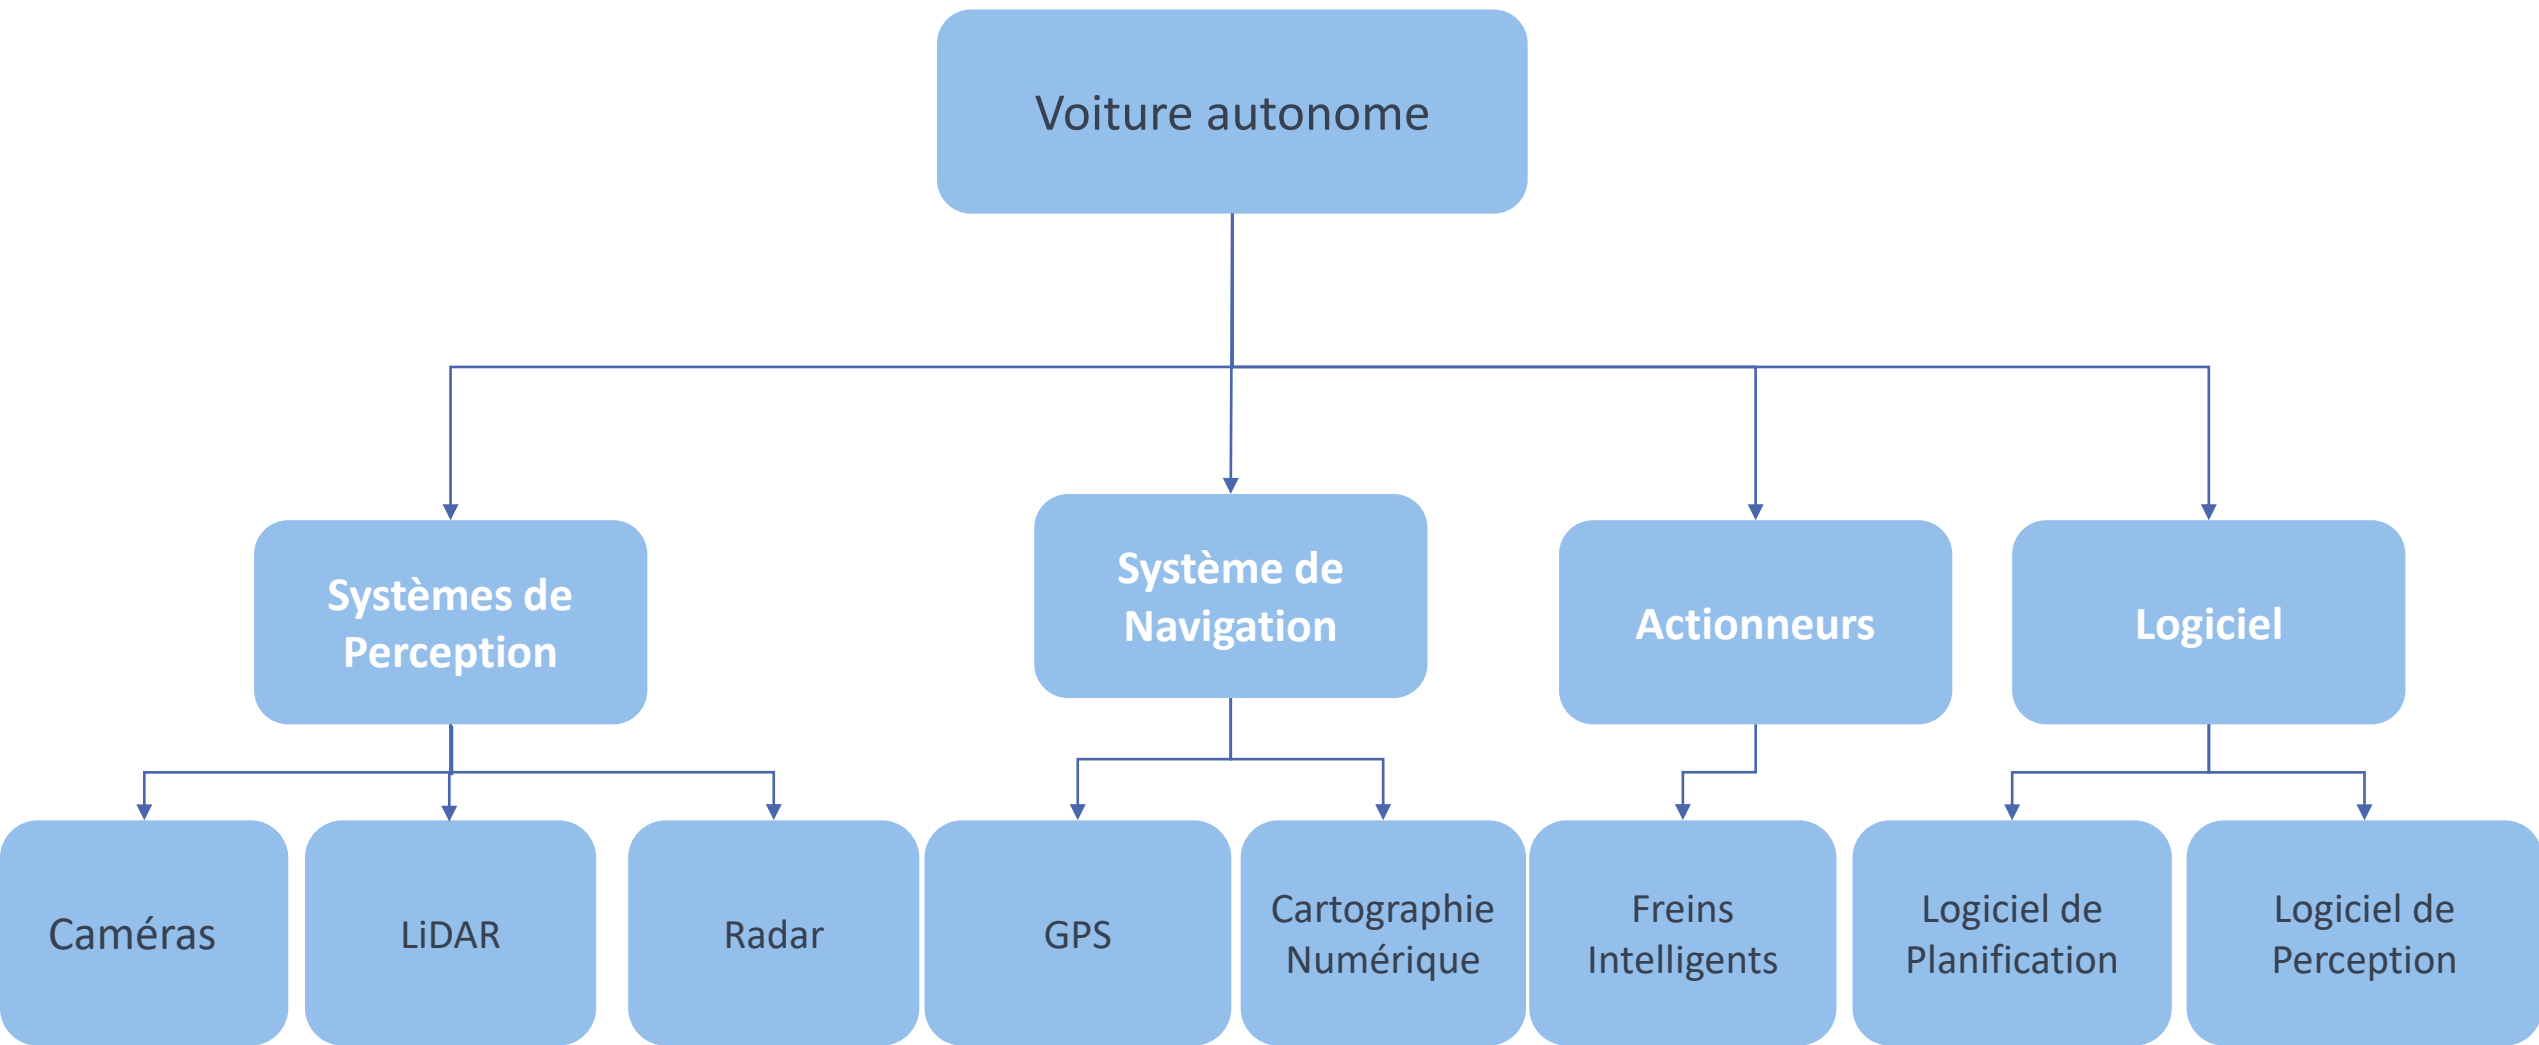 Voiture autonome
Systèmes de
Perception
Système de
Navigation
Actionneurs
Logiciel
Caméras
LiDAR
Radar
GPS
Cartographie
Numérique
Freins
Intelligents
Logiciel de
Planification
Logiciel de
Perception